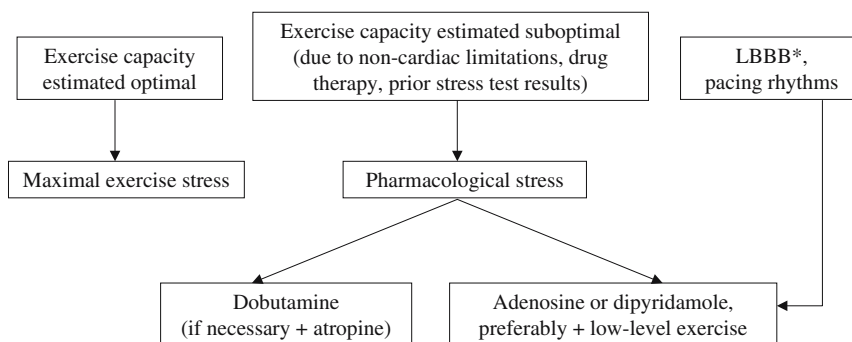 Exercise capacity
estimated optimal
Exercise capacity estimated suboptimal
(due to non-cardiac limitations, drug
therapy, prior stress test results)
LBBB*,
pacing rhythms
Maximal exercise stress
Pharmacological stress
Dobutamine
(if necessary + atropine)
Adenosine or dipyridamole,
preferably + low-level exercise